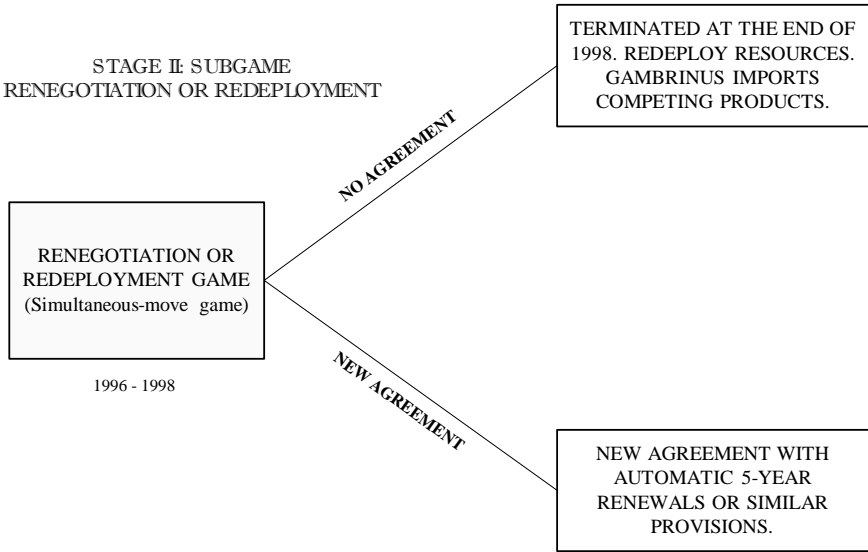 STAGE II: SUBGAME
RENEGOTIATION OR REDEPLOYMENT
TERMINATED AT THE END OF
1998. REDEPLOY RESOURCES.
GAMBRINUS IMPORTS
COMPETING PRODUCTS.
NO AGREEMENT
RENEGOTIATION OR
REDEPLOYMENT GAME
(Simultaneous-move game)
1996 - 1998
NEW AGREEMENT
NEW AGREEMENT WITH
AUTOMATIC 5-YEAR
RENEWALS OR SIMILAR
PROVISIONS.